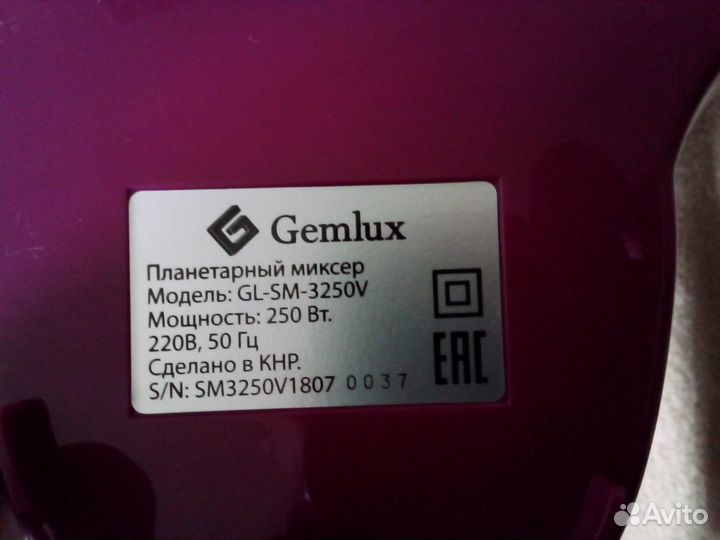 Gemlux
Планетарный миксер
Модель: GL-SM-3250V
Мощность: 250 Вт.
220В, 50 Гц
Сделано в КНР.
S/N: SM3250V1807 0037
EAC
Avito